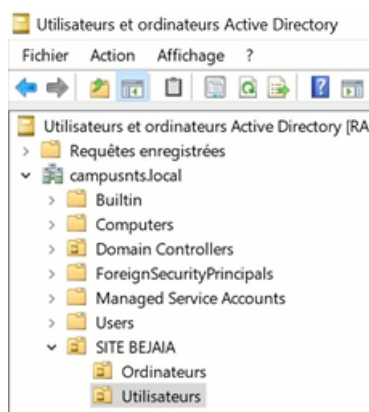 Utilisateurs et ordinateurs Active Directory
Fichier Action Affichage ?
Utilisateurs et ordinateurs Active Directory [RA
Requêtes enregistrées
campusnts.local
Builtin
Computers
Domain Controllers
ForeignSecurityPrincipals
Managed Service Accounts
Users
SITE BEJAIA
Ordinateurs
Utilisateurs